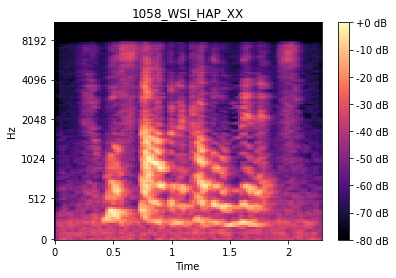 1058_WSI_HAP_XX
+0 dB
8192
-10 dB
-20 dB
4096
-30 dB
2048
-40 dB
Hz
1024
-50 dB
-60 dB
512
-70 dB
0
-80 dB
0 0.5 1 1.5 2
Time